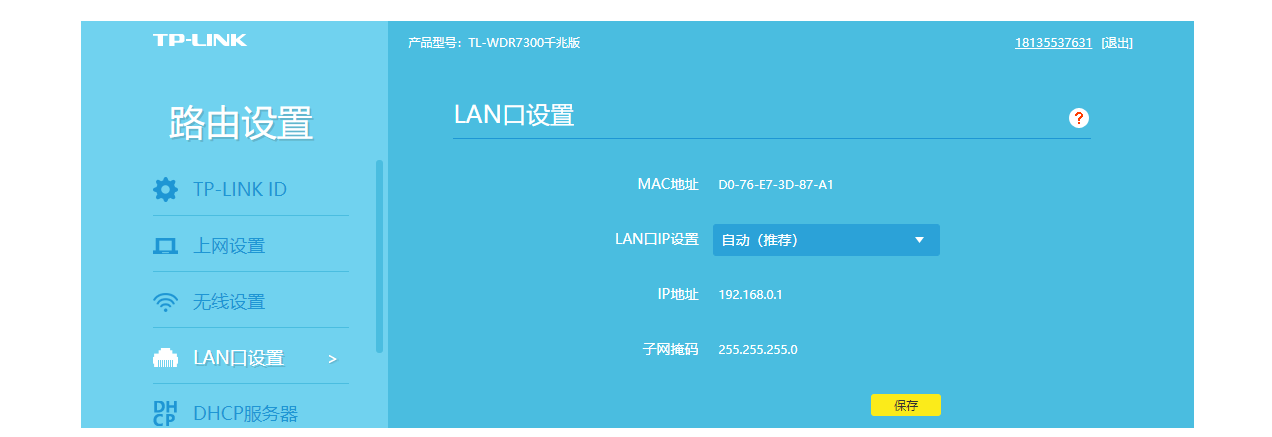 TP-LINK
产品型号：TL-WDR7300千兆版
18135537631 [退出]
路由设置
TP-LINK ID
上网设置
无线设置
LAN口设置 >
DHCP服务器
LAN口设置
?
MAC地址 D0-76-E7-3D-87-A1
LAN口IP设置 自动（推荐）
IP地址 192.168.0.1
子网掩码 255.255.255.0
保存
DH
CP